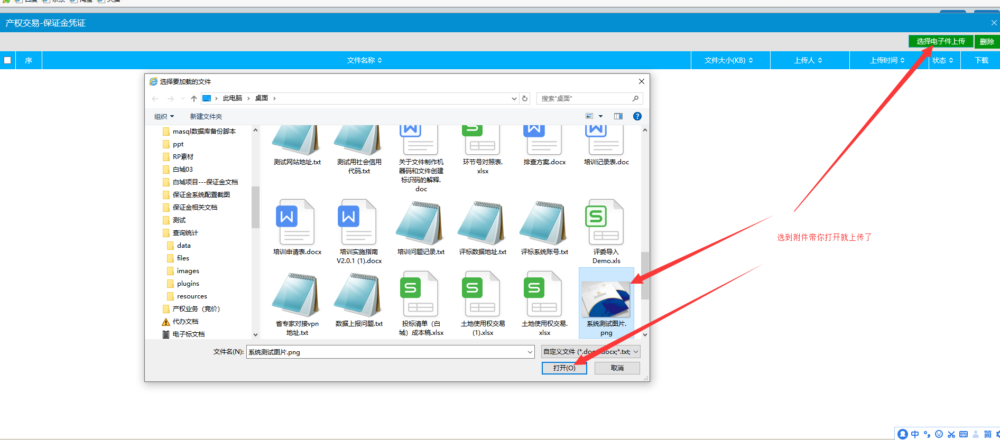 百度 京东 淘宝 天猫
产权交易-保证金凭证
选择电子件上传 删除
序 文件名称 文件大小(KB) 上传人 上传时间 状态 下载
选择要加载的文件
此电脑 桌面
搜索"桌面"
组织 新建文件夹
masql数据库备份脚本
ppt
RP素材
白城03
白城项目---保证金文档
保证金系统配置截图
保证金相关文档
测试
查询统计
data
files
images
plugins
resources
产权业务（竞价）
代办文档
电子标文档
测试网站地址.txt
测试用社会信用
代码.txt
关于文件制作机
器码和文件创建
标识码的解释.
doc
环节号对照表.
xlsx
排查方案.docx
培训记录表.doc
培训申请表.docx
培训实施指南
V2.0.1 (1).docx
培训问题记录.txt
评标数据地址.txt
评标系统账号.txt
评委导入
Demo.xls
省专家对接vpn
地址.txt
数据上报问题.txt
投标清单（白
城）成本稿.xlsx
土地使用权交易
(1).xlsx
土地使用权交易.
xlsx
系统测试图片.
png
文件名(N): 系统测试图片.png
自定义文件 (*.doc docx;*.txt;
打开(O) 取消
选到附件带你打开就上传了
中 简